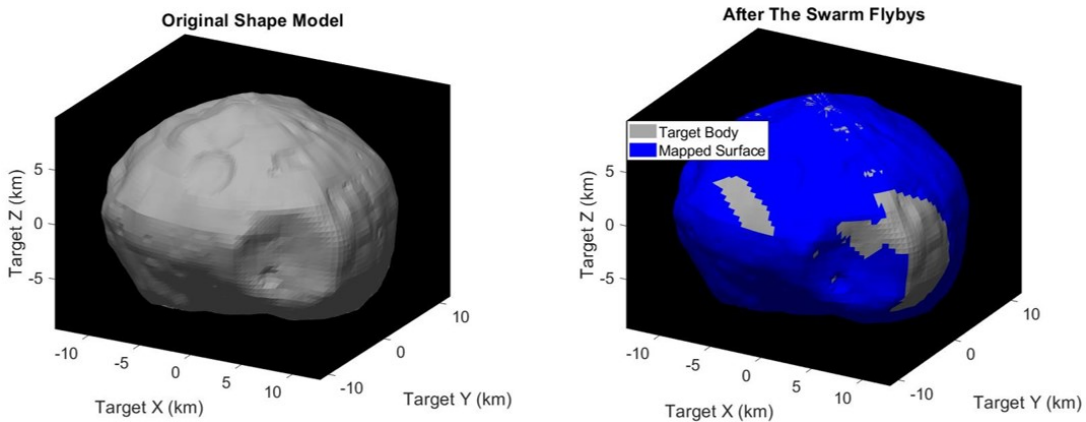 Original Shape Model
5
0
-5
Target Z (km)
-10
-5
0
5
10
Target X (km)
-10
0
10
Target Y (km)
After The Swarm Flybys
Target Body
Mapped Surface
5
0
-5
Target Z (km)
-10
-5
0
5
10
Target X (km)
-10
0
10
Target Y (km)